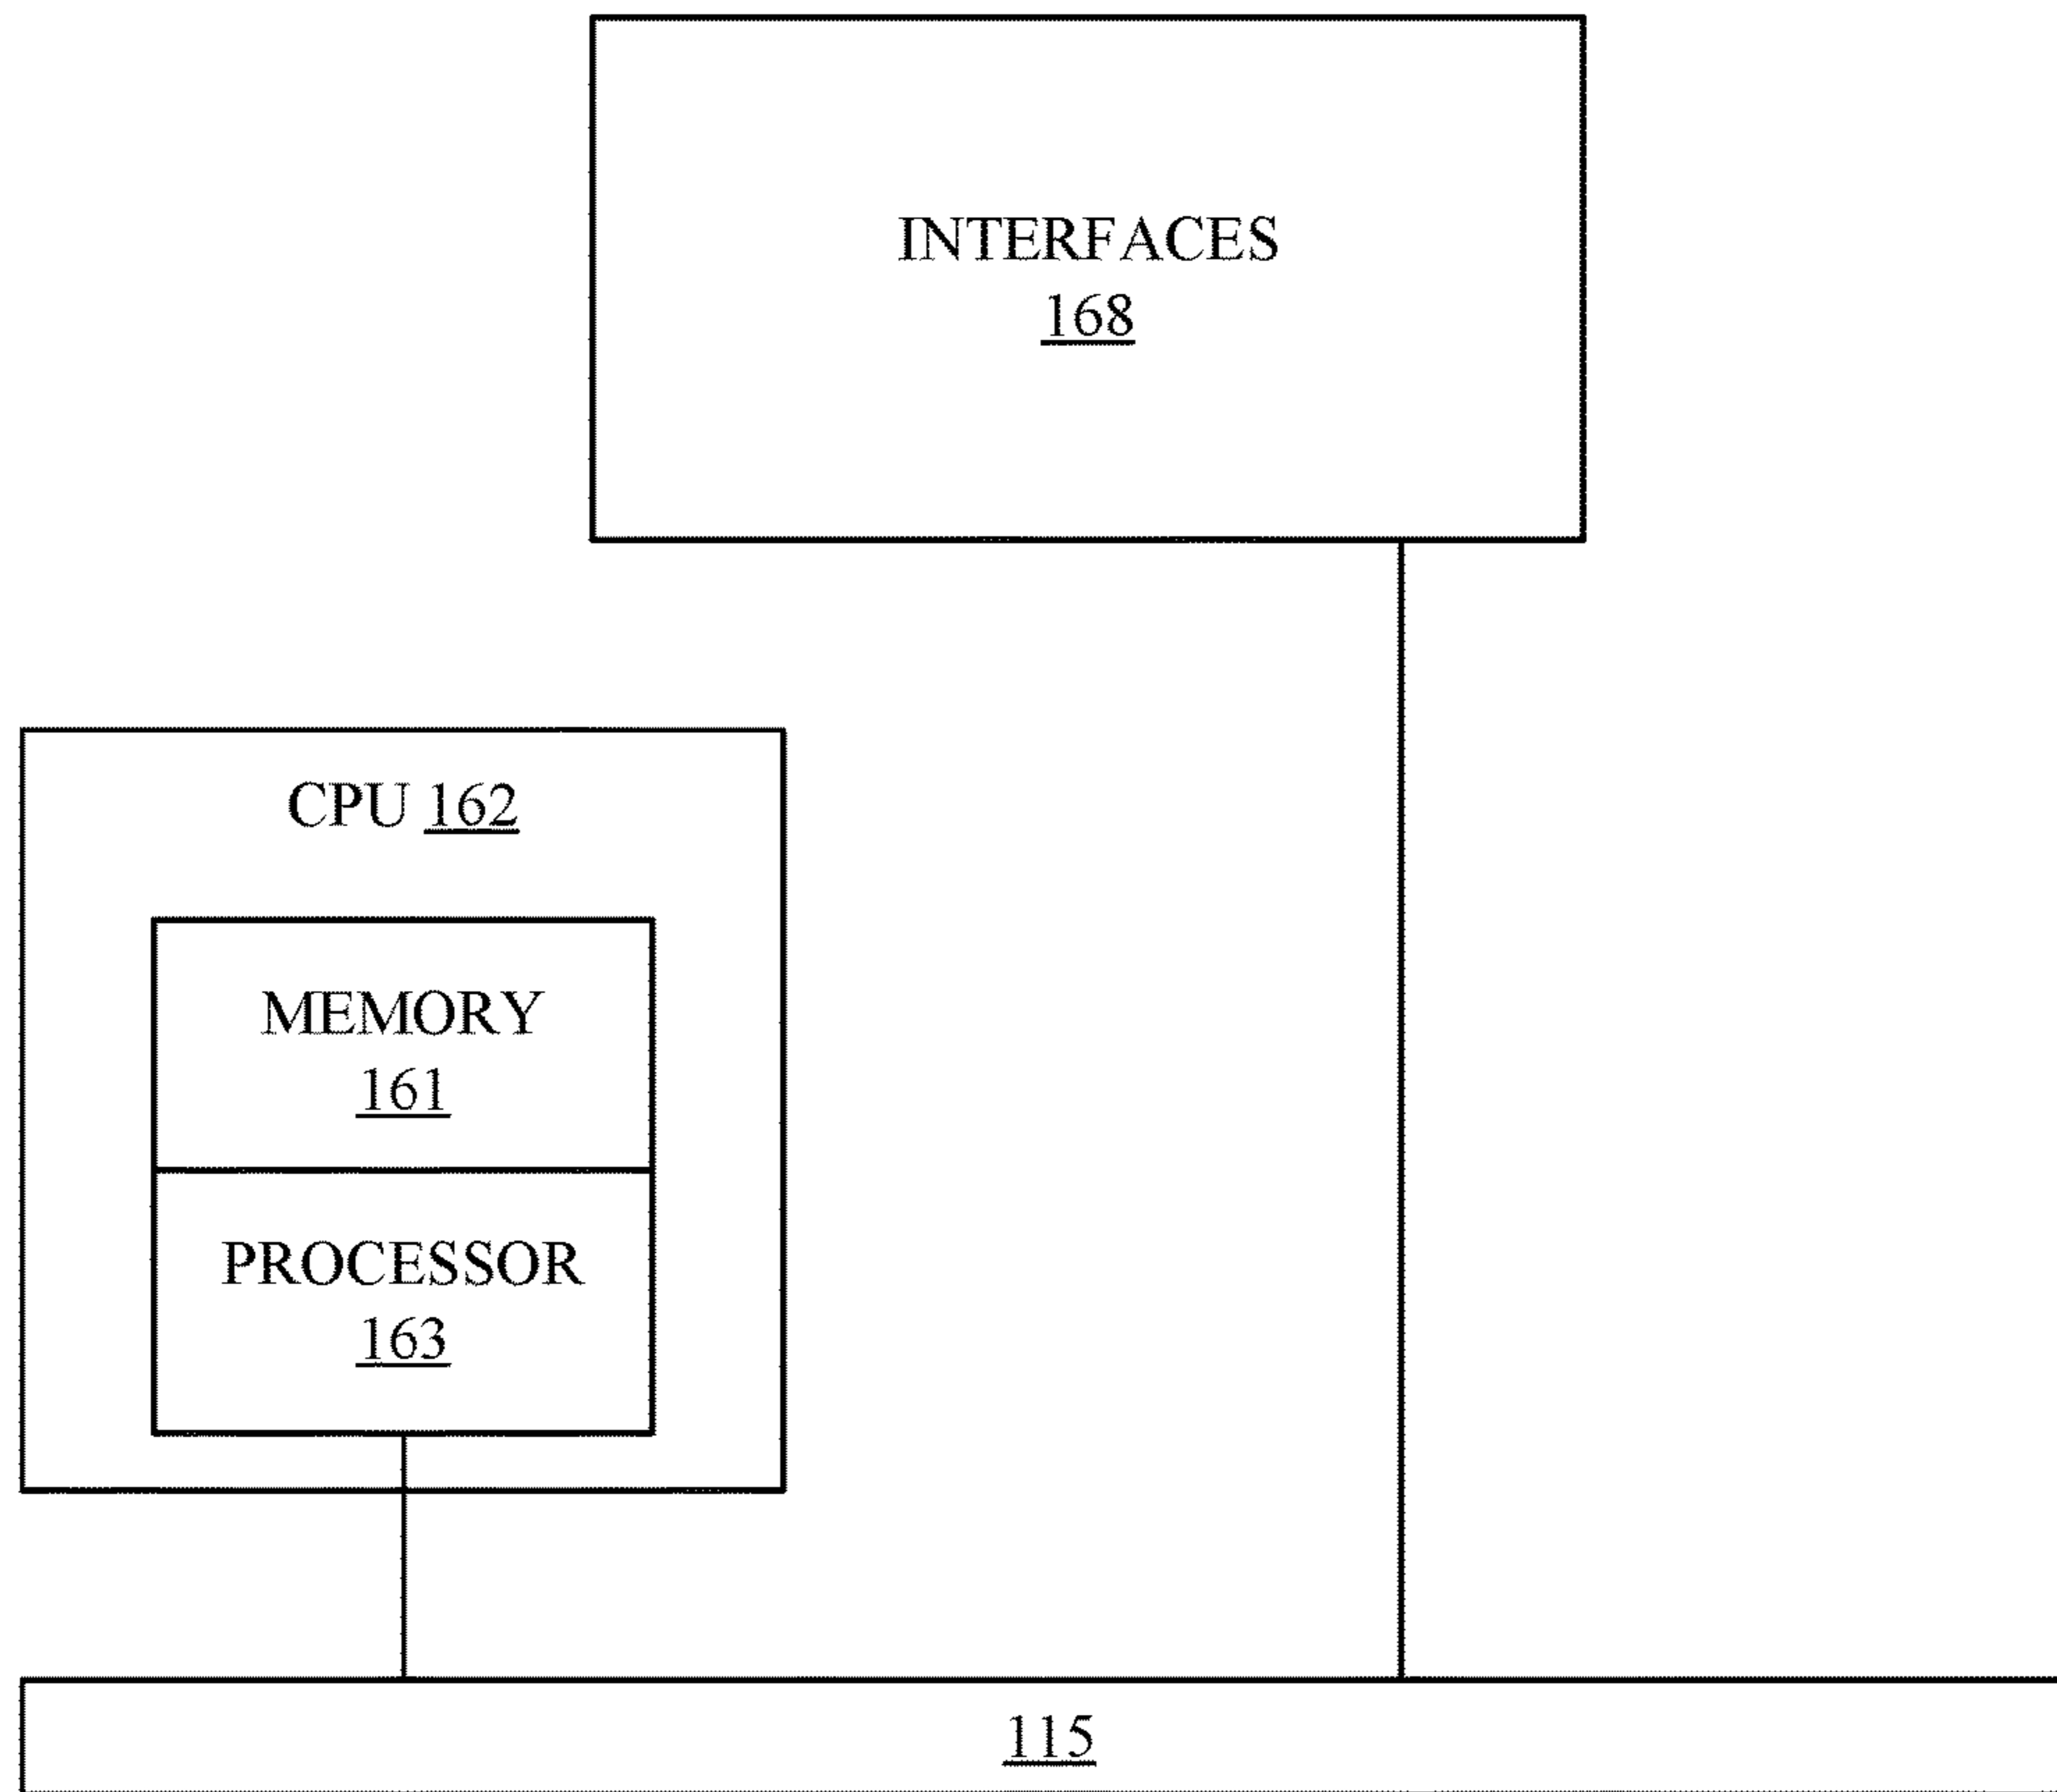 INTERFACES
168
CPU 162
MEMORY
161
PROCESSOR
163
115